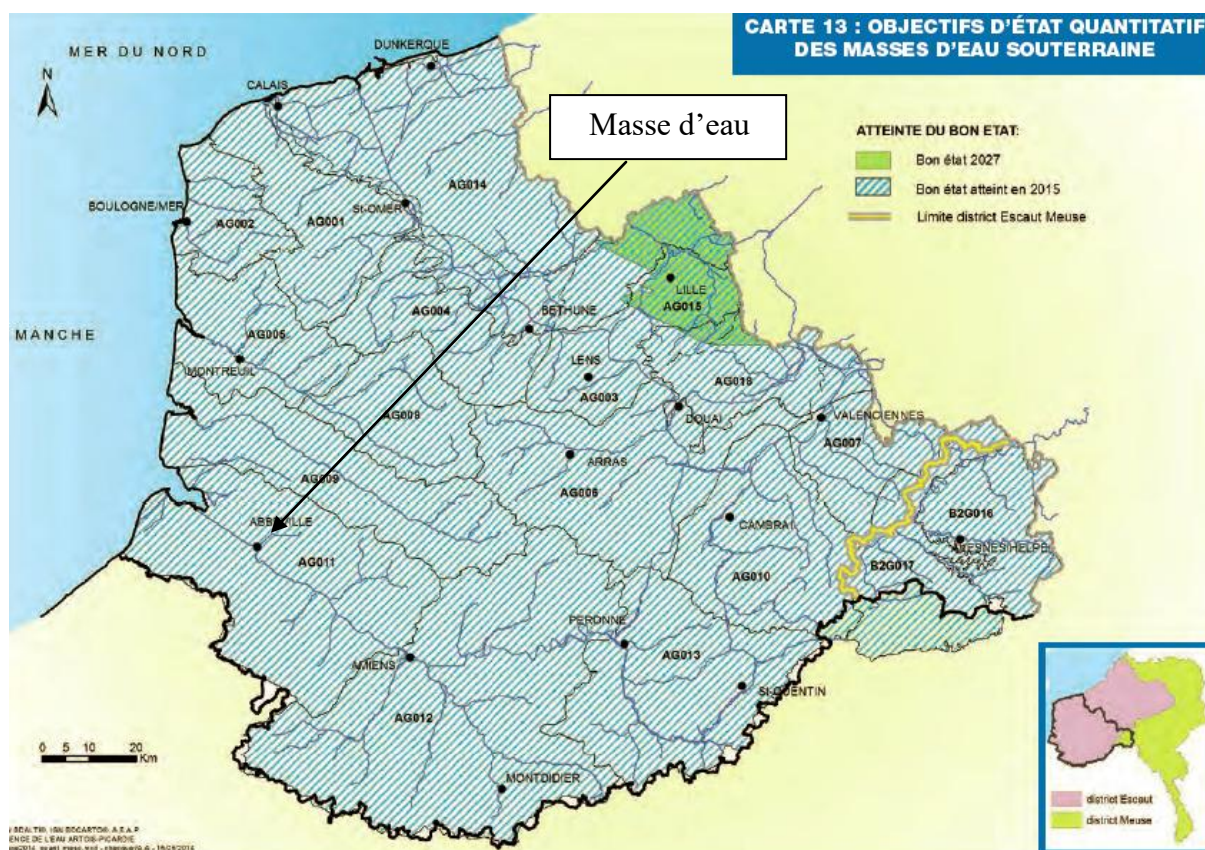 CARTE 13 : OBJECTIFS D'ÉTAT QUANTITATIF
DES MASSES D'EAU SOUTERRAINE
MER DU NORD
N
DUNKERQUE
CALAIS
Masse d'eau
ATTEINTE DU BON ETAT:
Bon état 2027
Bon état atteint en 2015
Limite district Escaut Meuse
AG014
BOULOGNE/MER
AG002
AG001
St-OMER
LILLE
AG015
AG004
BETHUNE
MANCHE
AG005
MONTREUIL
LENS
AG003
AG018
DOUAI
VALENCIENNES
AG008
AG007
ARRAS
AG009
AG006
B2G016
ABBEVILLE
CAMBRAI
AVESNES/HELPE
AG011
B2G017
AG010
PERONNE
AG013
AMIENS
St-QUENTIN
AG012
0 5 10 20
Km
MONTDIDIER
district Escaut
district Meuse